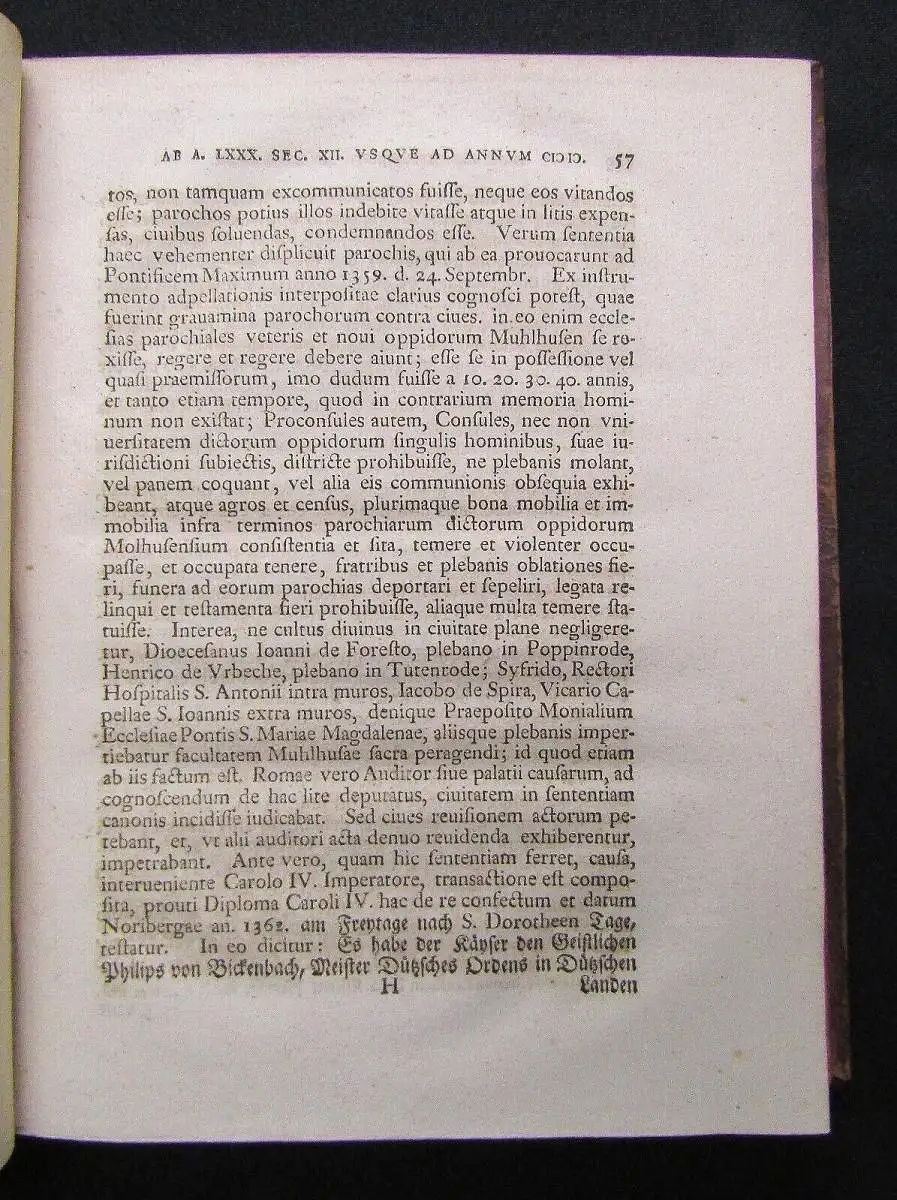 AB A. LXXX. SEC. XII. VSQVE AD ANNVM CIↃIↃ. 57
tos, non tamquam excommunicatos fuiſſe, neque eos vitandos
eſſe; parochos potius illos indebite vitaſſe atque in litis expen-
ſas, ciuibus ſoluendas, condemnandos eſſe. Verum ſententia
haec vehementer diſplicuit parochis, qui ab ea prouocarunt ad
Pontificem Maximum anno 1359. d. 24. Septembr. Ex inſtru-
mento adpellationis interpoſitae clarius cognoſci poteſt, quae
fuerint grauamina parochorum contra ciues. in eo enim eccle-
ſias parochiales veteris et noui oppidorum Muhlhuſen ſe re-
xiſſe, regere et regere debere aiunt; eſſe ſe in poſſeſſione vel
quaſi praemiſſorum, imo dudum fuiſſe a 10. 20. 30. 40. annis,
et tanto etiam tempore, quod in contrarium memoria homi-
num non exiſtat; Proconſules autem, Conſules, nec non vni-
uerſitatem dictorum oppidorum ſingulis hominibus, ſuae iu-
risdictioni ſubiectis, diſtricte prohibuiſſe, ne plebanis molant,
vel panem coquant, vel alia eis communionis obſequia exhi-
beant, atque agros et cenſus, plurimaque bona mobilia et im-
mobilia infra terminos parochiarum dictorum oppidorum
Molhuſenſium conſiſtentia et ſita, temere et violenter occu-
paſſe, et occupata tenere, fratribus et plebanis oblationes fie-
ri, funera ad eorum parochias deportari et ſepeliri, legata re-
linqui et teſtamenta fieri prohibuiſſe, aliaque multa temere ſta-
tuiſſe. Interea, ne cultus diuinus in ciuitate plane negligere-
tur, Dioeceſanus Ioanni de Foreſto, plebano in Poppinrode,
Henrico de Vrbeche, plebano in Tutenrode; Syfrido, Rectori
Hoſpitalis S. Antonii intra muros, Iacobo de Spira, Vicario Ca-
pellae S. Ioannis extra muros, denique Praepoſito Monialium
Eccleſiae Pontis S. Mariae Magdalenae, aliisque plebanis imper-
tiebatur facultatem Muhlhuſae ſacra peragendi; id quod etiam
ab iis factum eſt. Romae vero Auditor ſiue palatii cauſarum, ad
cognoſcendum de hac lite deputatus, ciuitatem in ſententiam
canonis incidiſſe iudicabat. Sed ciues reuiſionem actorum pe-
tebant, et, vt alii auditori acta denuo reuidenda exhiberentur,
impetrabant. Ante vero, quam hic ſententiam ferret, cauſa,
interueniente Carolo IV. Imperatore, transactione eſt compo-
ſita, prouti Diploma Caroli IV. hac de re confectum et datum
Noribergae an. 1362. am Freytage nach S. Dorotheen Tage,
teſtatur. In eo dicitur: Es habe der Käyſer den Geiſtlichen
Philips von Bickenbach, Meiſter Dützſches Ordens in Dützſchen
H Landen